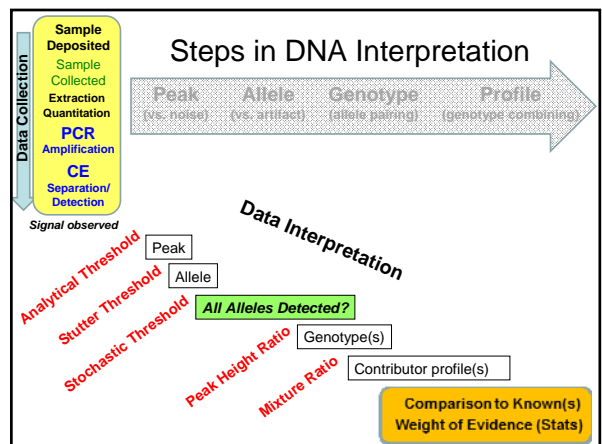 Steps in DNA Interpretation
Data Collection
Sample
Deposited
Sample
Collected
Extraction
Quantitation
PCR
Amplification
CE
Separation/
Detection
Signal observed
Peak
(vs. noise)
Allele
(vs. artifact)
Genotype
(allele pairing)
Profile
(genotype combining)
Data Interpretation
Analytical Threshold
Peak
Stutter Threshold
Allele
Stochastic Threshold
All Alleles Detected?
Peak Height Ratio
Genotype(s)
Mixture Ratio
Contributor profile(s)
Comparison to Known(s)
Weight of Evidence (Stats)